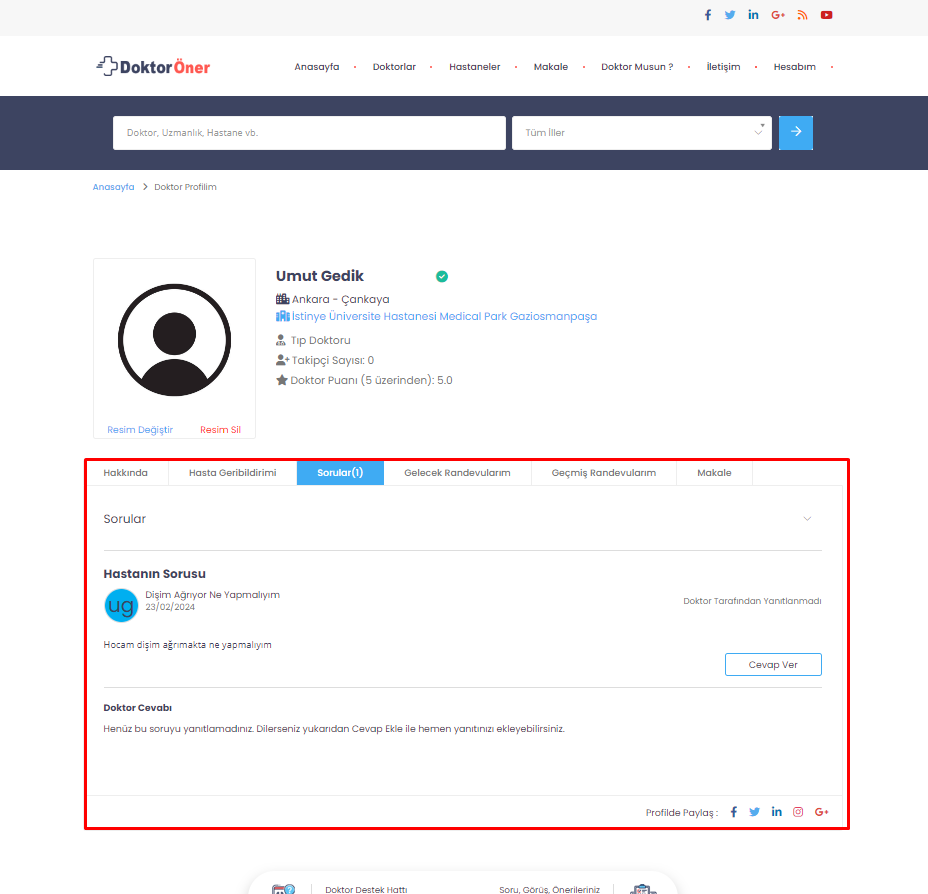 DoktorÖner
Anasayfa
Doktorlar
Hastaneler
Makale
Doktor Musun ?
İletişim
Hesabım
Doktor, Uzmanlık, Hastane vb.
Tüm İller
Anasayfa > Doktor Profilim
Umut Gedik
Ankara - Çankaya
İstinye Üniversite Hastanesi Medical Park Gaziosmanpaşa
Tıp Doktoru
Takipçi Sayısı: 0
Doktor Puanı (5 üzerinden): 5.0
Resim Değiştir
Resim Sil
Hakkında
Hasta Geribildirimi
Sorular(1)
Gelecek Randevularım
Geçmiş Randevularım
Makale
Sorular
Hastanın Sorusu
ug
Dişim Ağrıyor Ne Yapmalıyım
23/02/2024
Doktor Tarafından Yanıtlanmadı
Hocam dişim ağrımakta ne yapmalıyım
Cevap Ver
Doktor Cevabı
Henüz bu soruyu yanıtlamadınız. Dilerseniz yukarıdan Cevap Ekle ile hemen yanıtınızı ekleyebilirsiniz.
Profilde Paylaş :
Doktor Destek Hattı
Soru, Görüş, Önerileriniz